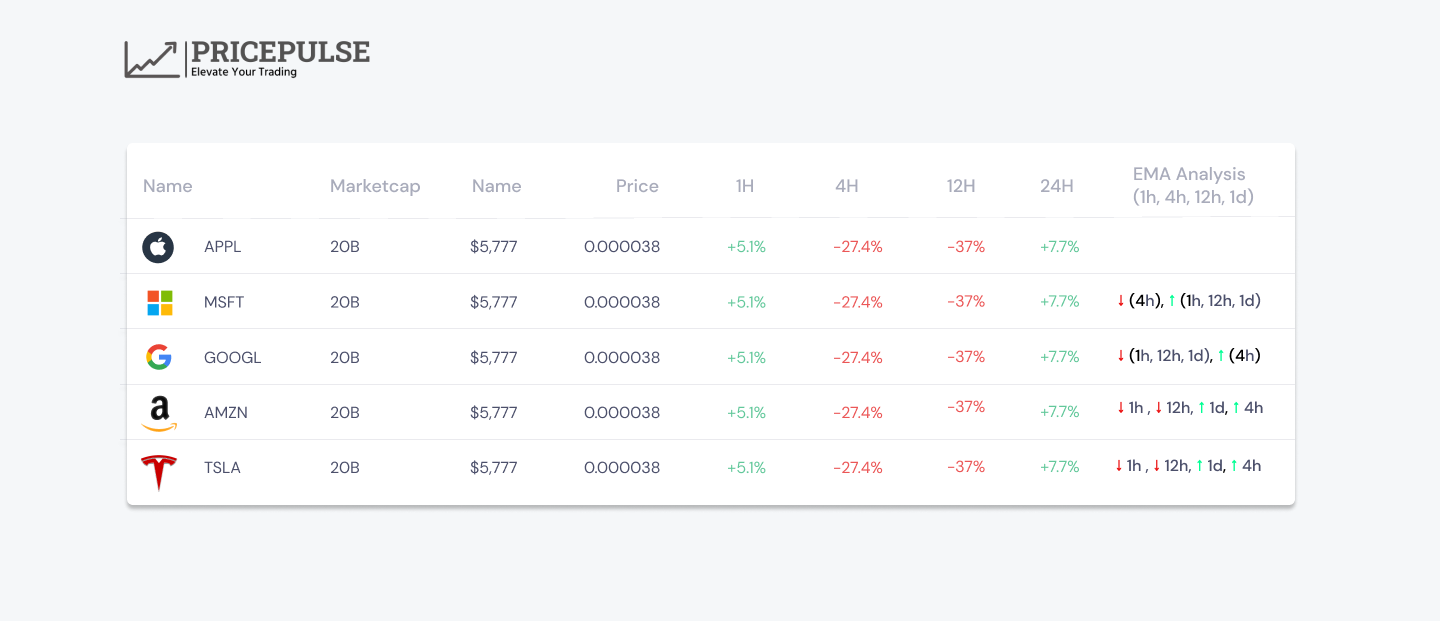 PRICEPULSE
Elevate Your Trading
Name Marketcap Name Price 1H 4H 12H 24H EMA Analysis
(1h, 4h, 12h, 1d)
APPL 20B $5,777 0.000038 +5.1% -27.4% -37% +7.7%
MSFT 20B $5,777 0.000038 +5.1% -27.4% -37% +7.7% ↓ (4h), ↑ (1h, 12h, 1d)
GOOGL 20B $5,777 0.000038 +5.1% -27.4% -37% +7.7% ↓ (1h, 12h, 1d), ↑ (4h)
AMZN 20B $5,777 0.000038 +5.1% -27.4% -37% +7.7% ↓ 1h , ↓ 12h, ↑ 1d, ↑ 4h
TSLA 20B $5,777 0.000038 +5.1% -27.4% -37% +7.7% ↓ 1h , ↓ 12h, ↑ 1d, ↑ 4h